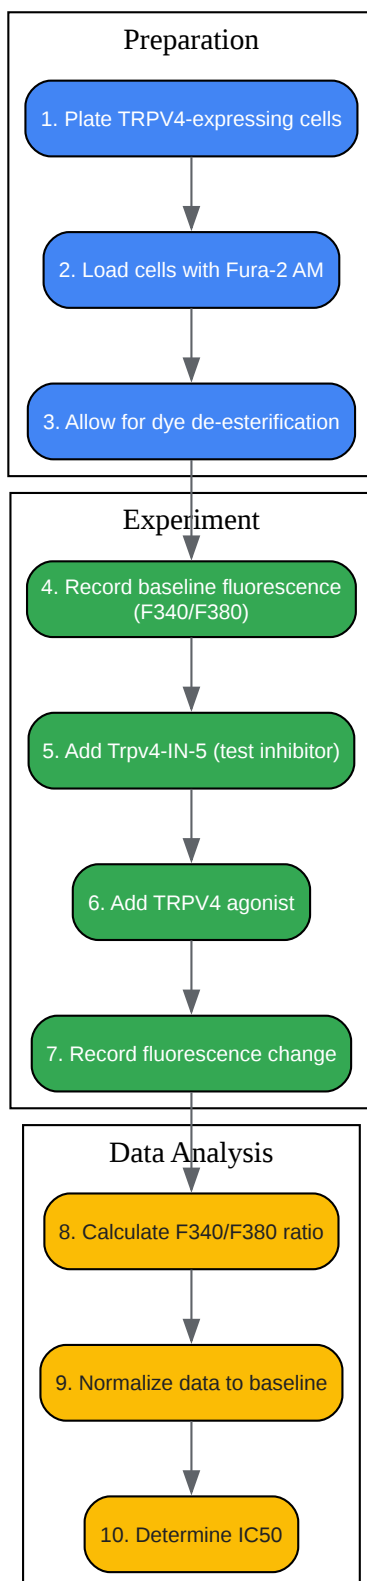 Preparation
1. Plate TRPV4-expressing cells
2. Load cells with Fura-2 AM
3. Allow for dye de-esterification
Experiment
4. Record baseline fluorescence
(F340/F380)
5. Add Trpv4-IN-5 (test inhibitor)
6. Add TRPV4 agonist
7. Record fluorescence change
Data Analysis
8. Calculate F340/F380 ratio
9. Normalize data to baseline
10. Determine IC50